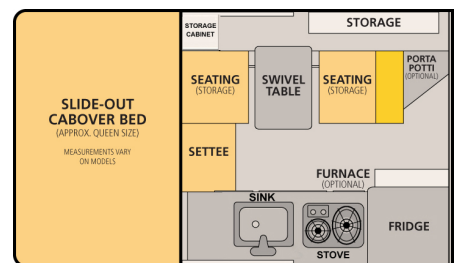 STORAGE
CABINET
STORAGE
SEATING
(STORAGE)
SWIVEL
TABLE
SEATING
(STORAGE)
PORTA
POTTI
(OPTIONAL)
SLIDE-OUT
CABOVER BED
(APPROX. QUEEN SIZE)
MEASUREMENTS VARY
ON MODELS
SETTEE
FURNACE
(OPTIONAL)
SINK
STOVE
FRIDGE